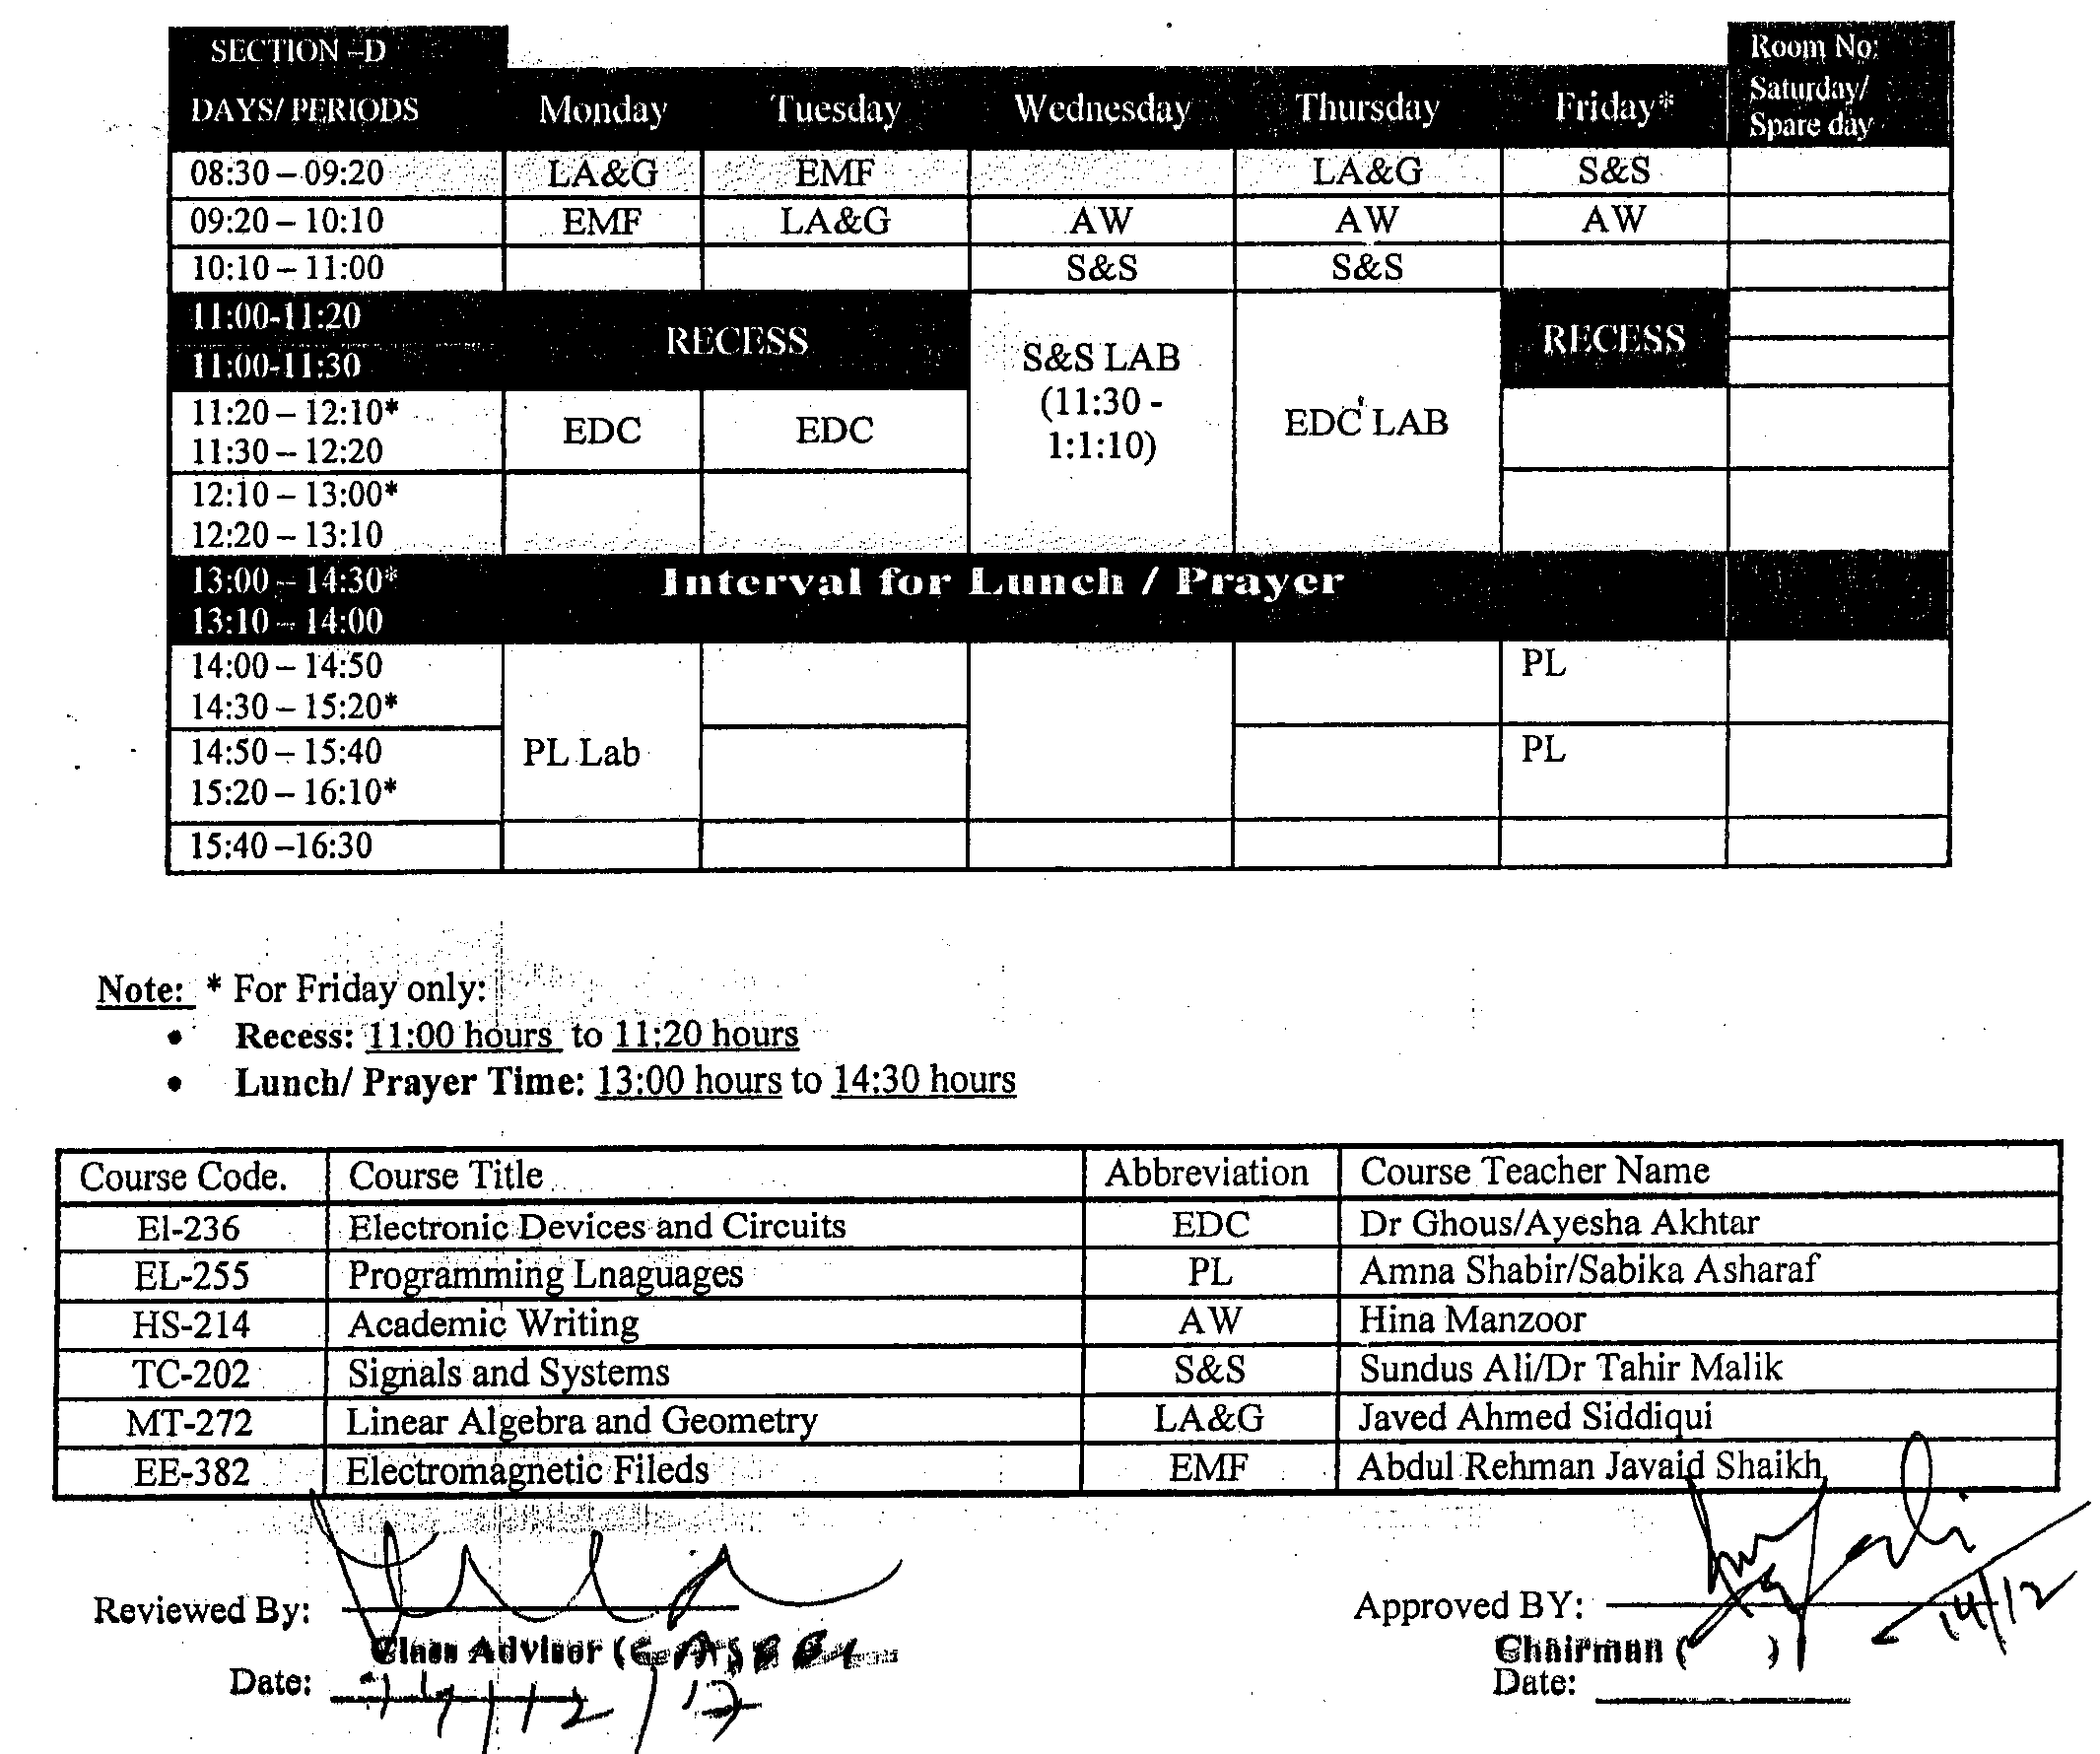 SECTION –D
Room No:
DAYS/ PERIODS Monday Tuesday Wednesday Thursday Friday* Saturday/ Spare day
08:30 – 09:20 LA&G EMF LA&G S&S
09:20 – 10:10 EMF LA&G AW AW AW
10:10 – 11:00 S&S S&S
11:00-11:20
11:00-11:30
RECESS
S&S LAB
(11:30 -
1:1:10)
EDC LAB
RECESS
11:20 – 12:10*
11:30 – 12:20
EDC EDC
12:10 – 13:00*
12:20 – 13:10
13:00 – 14:30*
13:10 – 14:00
Interval for Lunch / Prayer
14:00 – 14:50
14:30 – 15:20*
PL
14:50 – 15:40
15:20 – 16:10*
PL Lab PL
15:40 –16:30
Note: * For Friday only:
• Recess: 11:00 hours to 11:20 hours
• Lunch/ Prayer Time: 13:00 hours to 14:30 hours
Course Code. Course Title Abbreviation Course Teacher Name
El-236 Electronic Devices and Circuits EDC Dr Ghous/Ayesha Akhtar
EL-255 Programming Lnaguages PL Amna Shabir/Sabika Asharaf
HS-214 Academic Writing AW Hina Manzoor
TC-202 Signals and Systems S&S Sundus Ali/Dr Tahir Malik
MT-272 Linear Algebra and Geometry LA&G Javed Ahmed Siddiqui
EE-382 Electromagnetic Fileds EMF Abdul Rehman Javaid Shaikh
Reviewed By:
Class Advisor (
Date:
Approved BY:
14/12
Chairman ( )
Date: